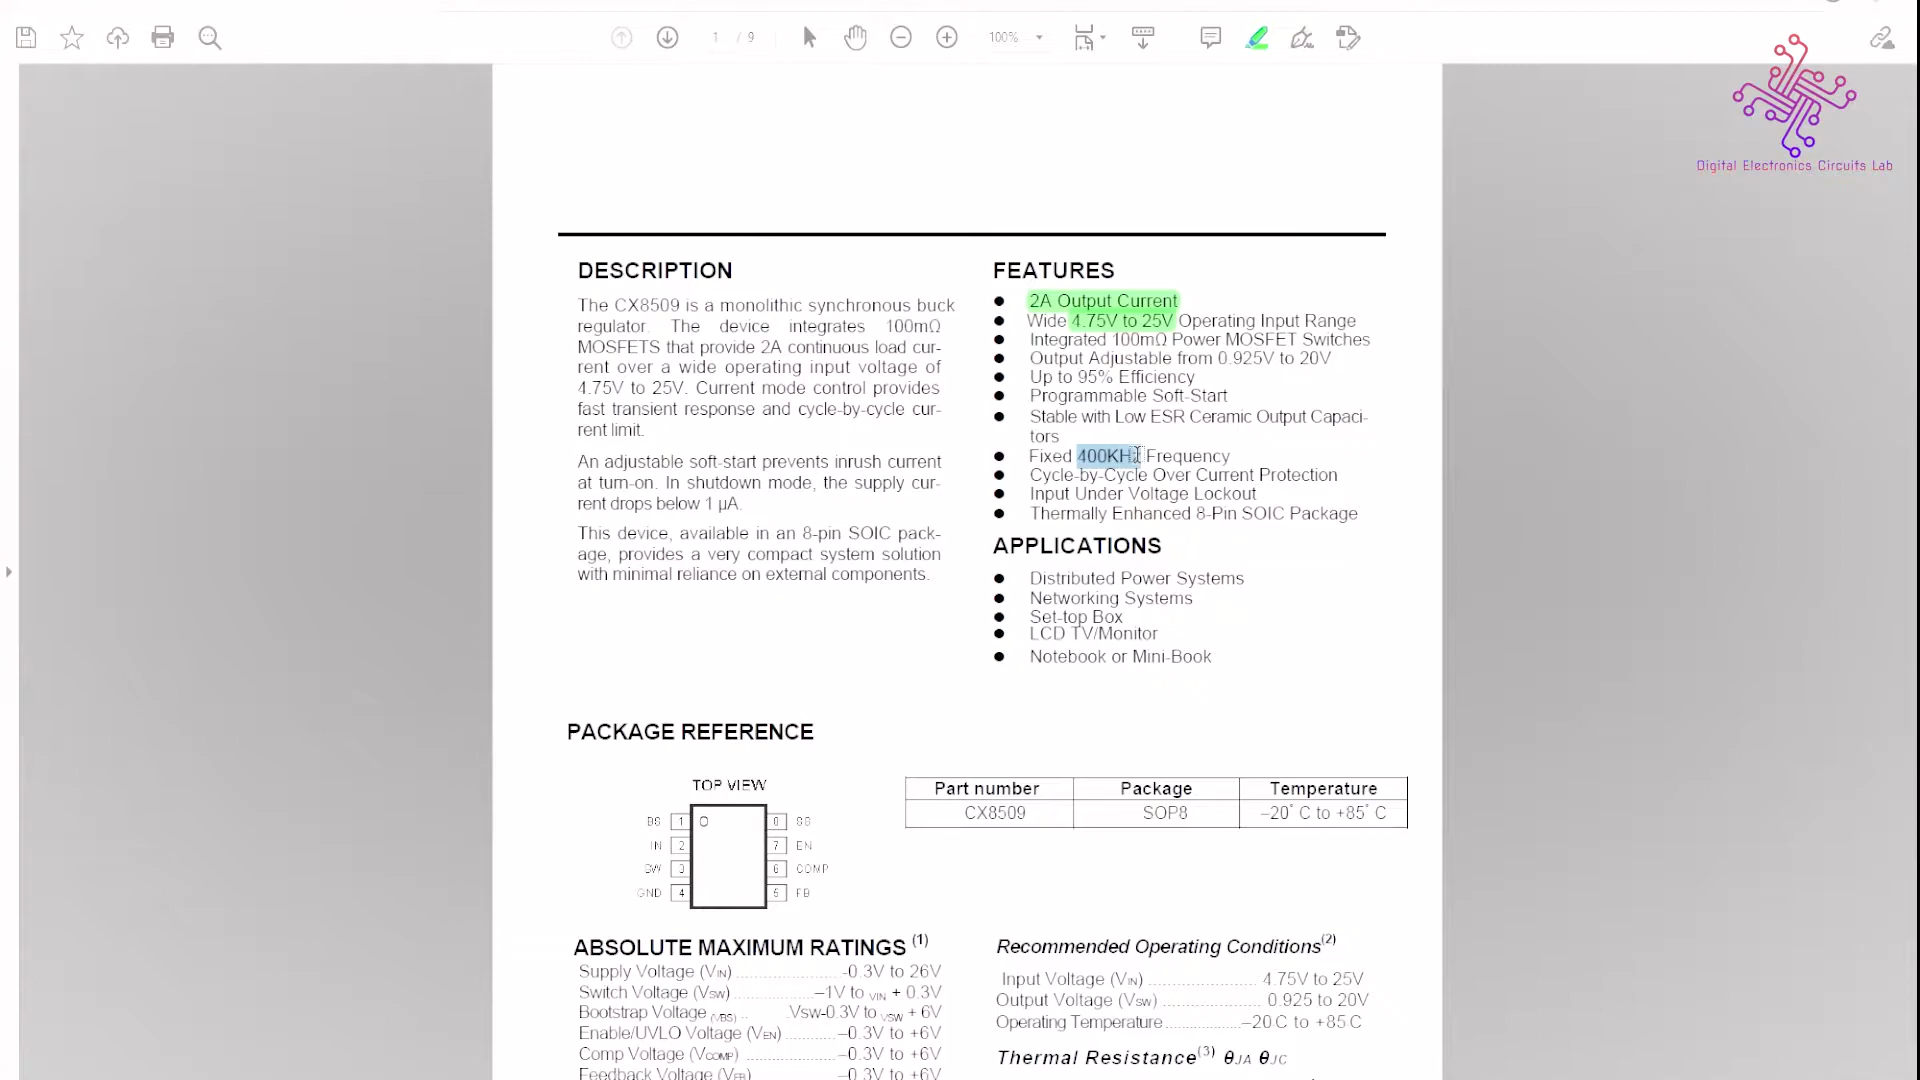 1 / 9
100%
Digital Electronics Circuits Lab
DESCRIPTION
The CX8509 is a monolithic synchronous buck
regulator. The device integrates 100mΩ
MOSFETS that provide 2A continuous load cur-
rent over a wide operating input voltage of
4.75V to 25V. Current mode control provides
fast transient response and cycle-by-cycle cur-
rent limit.
An adjustable soft-start prevents inrush current
at turn-on. In shutdown mode, the supply cur-
rent drops below 1 µA.
This device, available in an 8-pin SOIC pack-
age, provides a very compact system solution
with minimal reliance on external components.
FEATURES
● 2A Output Current
● Wide 4.75V to 25V Operating Input Range
● Integrated 100mΩ Power MOSFET Switches
● Output Adjustable from 0.925V to 20V
● Up to 95% Efficiency
● Programmable Soft-Start
● Stable with Low ESR Ceramic Output Capaci-
tors
● Fixed 400KHz Frequency
● Cycle-by-Cycle Over Current Protection
● Input Under Voltage Lockout
● Thermally Enhanced 8-Pin SOIC Package
APPLICATIONS
● Distributed Power Systems
● Networking Systems
● Set-top Box
● LCD TV/Monitor
● Notebook or Mini-Book
PACKAGE REFERENCE
TOP VIEW
BS 1 8 SS
IN 2 7 EN
SW 3 6 COMP
GND 4 5 FB
Part number Package Temperature
CX8509 SOP8 –20° C to +85° C
ABSOLUTE MAXIMUM RATINGS (1)
Supply Voltage (VIN) ........................ -0.3V to 26V
Switch Voltage (VSW) ............... –1V to VIN + 0.3V
Bootstrap Voltage (VBS) .. .Vsw-0.3V to VSW + 6V
Enable/UVLO Voltage (VEN) ........... –0.3V to +6V
Comp Voltage (VCOMP) ................. –0.3V to +6V
Feedback Voltage (VFB) ................ –0.3V to +6V
Recommended Operating Conditions(2)
Input Voltage (VIN) ........................ 4.75V to 25V
Output Voltage (VSW) ..................... 0.925 to 20V
Operating Temperature ................. –20 C to +85 C
Thermal Resistance(3) θJA θJC